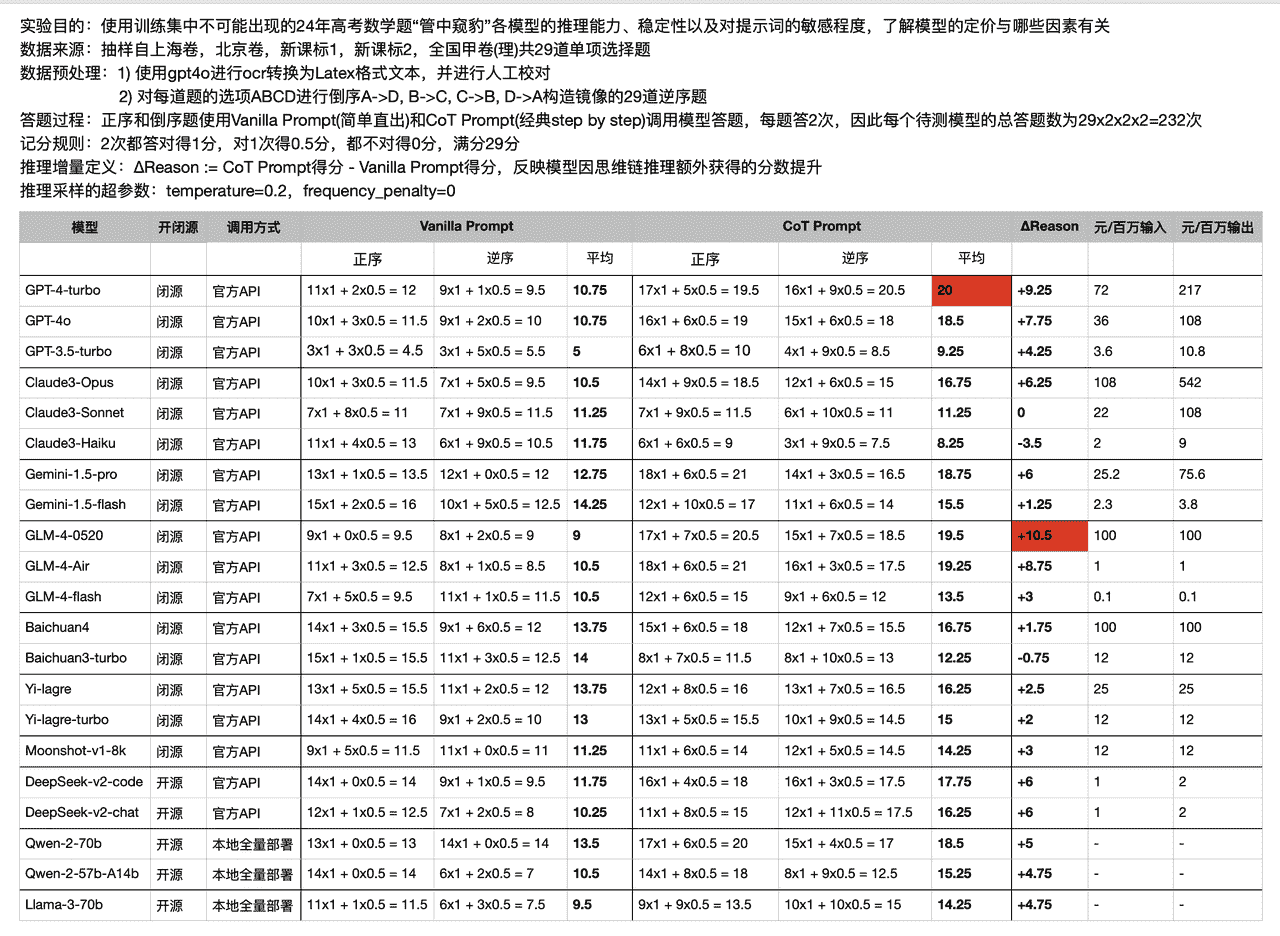 实验目的：使用训练集中不可能出现的24年高考数学题“管中窥豹”各模型的推理能力、稳定性以及对提示词的敏感程度，了解模型的定价与哪些因素有关
数据来源：抽样自上海卷，北京卷，新课标1，新课标2，全国甲卷(理)共29道单项选择题
数据预处理：1) 使用gpt4o进行ocr转换为Latex格式文本，并进行人工校对
2) 对每道题的选项ABCD进行倒序A->D, B->C, C->B, D->A构造镜像的29道逆序题
答题过程：正序和倒序题使用Vanilla Prompt(简单直出)和CoT Prompt(经典step by step)调用模型答题，每题答2次，因此每个待测模型的总答题数为29x2x2x2=232次
记分规则：2次都答对得1分，对1次得0.5分，都不对得0分，满分29分
推理增量定义：ΔReason := CoT Prompt得分 - Vanilla Prompt得分，反映模型因思维链推理额外获得的分数提升
推理采样的超参数：temperature=0.2，frequency_penalty=0
模型 开闭源 调用方式 Vanilla Prompt CoT Prompt ΔReason 元/百万输入 元/百万输出
正序 逆序 平均 正序 逆序 平均
GPT-4-turbo 闭源 官方API 11x1 + 2x0.5 = 12 9x1 + 1x0.5 = 9.5 10.75 17x1 + 5x0.5 = 19.5 16x1 + 9x0.5 = 20.5 20 +9.25 72 217
GPT-4o 闭源 官方API 10x1 + 3x0.5 = 11.5 9x1 + 2x0.5 = 10 10.75 16x1 + 6x0.5 = 19 15x1 + 6x0.5 = 18 18.5 +7.75 36 108
GPT-3.5-turbo 闭源 官方API 3x1 + 3x0.5 = 4.5 3x1 + 5x0.5 = 5.5 5 6x1 + 8x0.5 = 10 4x1 + 9x0.5 = 8.5 9.25 +4.25 3.6 10.8
Claude3-Opus 闭源 官方API 10x1 + 3x0.5 = 11.5 7x1 + 5x0.5 = 9.5 10.5 14x1 + 9x0.5 = 18.5 12x1 + 6x0.5 = 15 16.75 +6.25 108 542
Claude3-Sonnet 闭源 官方API 7x1 + 8x0.5 = 11 7x1 + 9x0.5 = 11.5 11.25 7x1 + 9x0.5 = 11.5 6x1 + 10x0.5 = 11 11.25 0 22 108
Claude3-Haiku 闭源 官方API 11x1 + 4x0.5 = 13 6x1 + 9x0.5 = 10.5 11.75 6x1 + 6x0.5 = 9 3x1 + 9x0.5 = 7.5 8.25 -3.5 2 9
Gemini-1.5-pro 闭源 官方API 13x1 + 1x0.5 = 13.5 12x1 + 0x0.5 = 12 12.75 18x1 + 6x0.5 = 21 14x1 + 3x0.5 = 16.5 18.75 +6 25.2 75.6
Gemini-1.5-flash 闭源 官方API 15x1 + 2x0.5 = 16 10x1 + 5x0.5 = 12.5 14.25 12x1 + 10x0.5 = 17 11x1 + 6x0.5 = 14 15.5 +1.25 2.3 3.8
GLM-4-0520 闭源 官方API 9x1 + 0x0.5 = 9.5 8x1 + 2x0.5 = 9 9 17x1 + 7x0.5 = 20.5 15x1 + 7x0.5 = 18.5 19.5 +10.5 100 100
GLM-4-Air 闭源 官方API 11x1 + 3x0.5 = 12.5 8x1 + 1x0.5 = 8.5 10.5 18x1 + 6x0.5 = 21 16x1 + 3x0.5 = 17.5 19.25 +8.75 1 1
GLM-4-flash 闭源 官方API 7x1 + 5x0.5 = 9.5 11x1 + 1x0.5 = 11.5 10.5 12x1 + 6x0.5 = 15 9x1 + 6x0.5 = 12 13.5 +3 0.1 0.1
Baichuan4 闭源 官方API 14x1 + 3x0.5 = 15.5 9x1 + 6x0.5 = 12 13.75 15x1 + 6x0.5 = 18 12x1 + 7x0.5 = 15.5 16.75 +1.75 100 100
Baichuan3-turbo 闭源 官方API 15x1 + 1x0.5 = 15.5 11x1 + 3x0.5 = 12.5 14 8x1 + 7x0.5 = 11.5 8x1 + 10x0.5 = 13 12.25 -0.75 12 12
Yi-lagre 闭源 官方API 13x1 + 5x0.5 = 15.5 11x1 + 2x0.5 = 12 13.75 12x1 + 8x0.5 = 16 13x1 + 7x0.5 = 16.5 16.25 +2.5 25 25
Yi-lagre-turbo 闭源 官方API 14x1 + 4x0.5 = 16 9x1 + 2x0.5 = 10 13 13x1 + 5x0.5 = 15.5 10x1 + 9x0.5 = 14.5 15 +2 12 12
Moonshot-v1-8k 闭源 官方API 9x1 + 5x0.5 = 11.5 11x1 + 0x0.5 = 11 11.25 11x1 + 6x0.5 = 14 12x1 + 5x0.5 = 14.5 14.25 +3 12 12
DeepSeek-v2-code 开源 官方API 14x1 + 0x0.5 = 14 9x1 + 1x0.5 = 9.5 11.75 16x1 + 4x0.5 = 18 16x1 + 3x0.5 = 17.5 17.75 +6 1 2
DeepSeek-v2-chat 开源 官方API 12x1 + 1x0.5 = 12.5 7x1 + 2x0.5 = 8 10.25 11x1 + 8x0.5 = 15 12x1 + 11x0.5 = 17.5 16.25 +6 1 2
Qwen-2-70b 开源 本地全量部署 13x1 + 0x0.5 = 13 14x1 + 0x0.5 = 14 13.5 17x1 + 6x0.5 = 20 15x1 + 4x0.5 = 17 18.5 +5 - -
Qwen-2-57b-A14b 开源 本地全量部署 14x1 + 0x0.5 = 14 6x1 + 2x0.5 = 7 10.5 14x1 + 8x0.5 = 18 8x1 + 9x0.5 = 12.5 15.25 +4.75 - -
Llama-3-70b 开源 本地全量部署 11x1 + 1x0.5 = 11.5 6x1 + 3x0.5 = 7.5 9.5 9x1 + 9x0.5 = 13.5 10x1 + 10x0.5 = 15 14.25 +4.75 - -